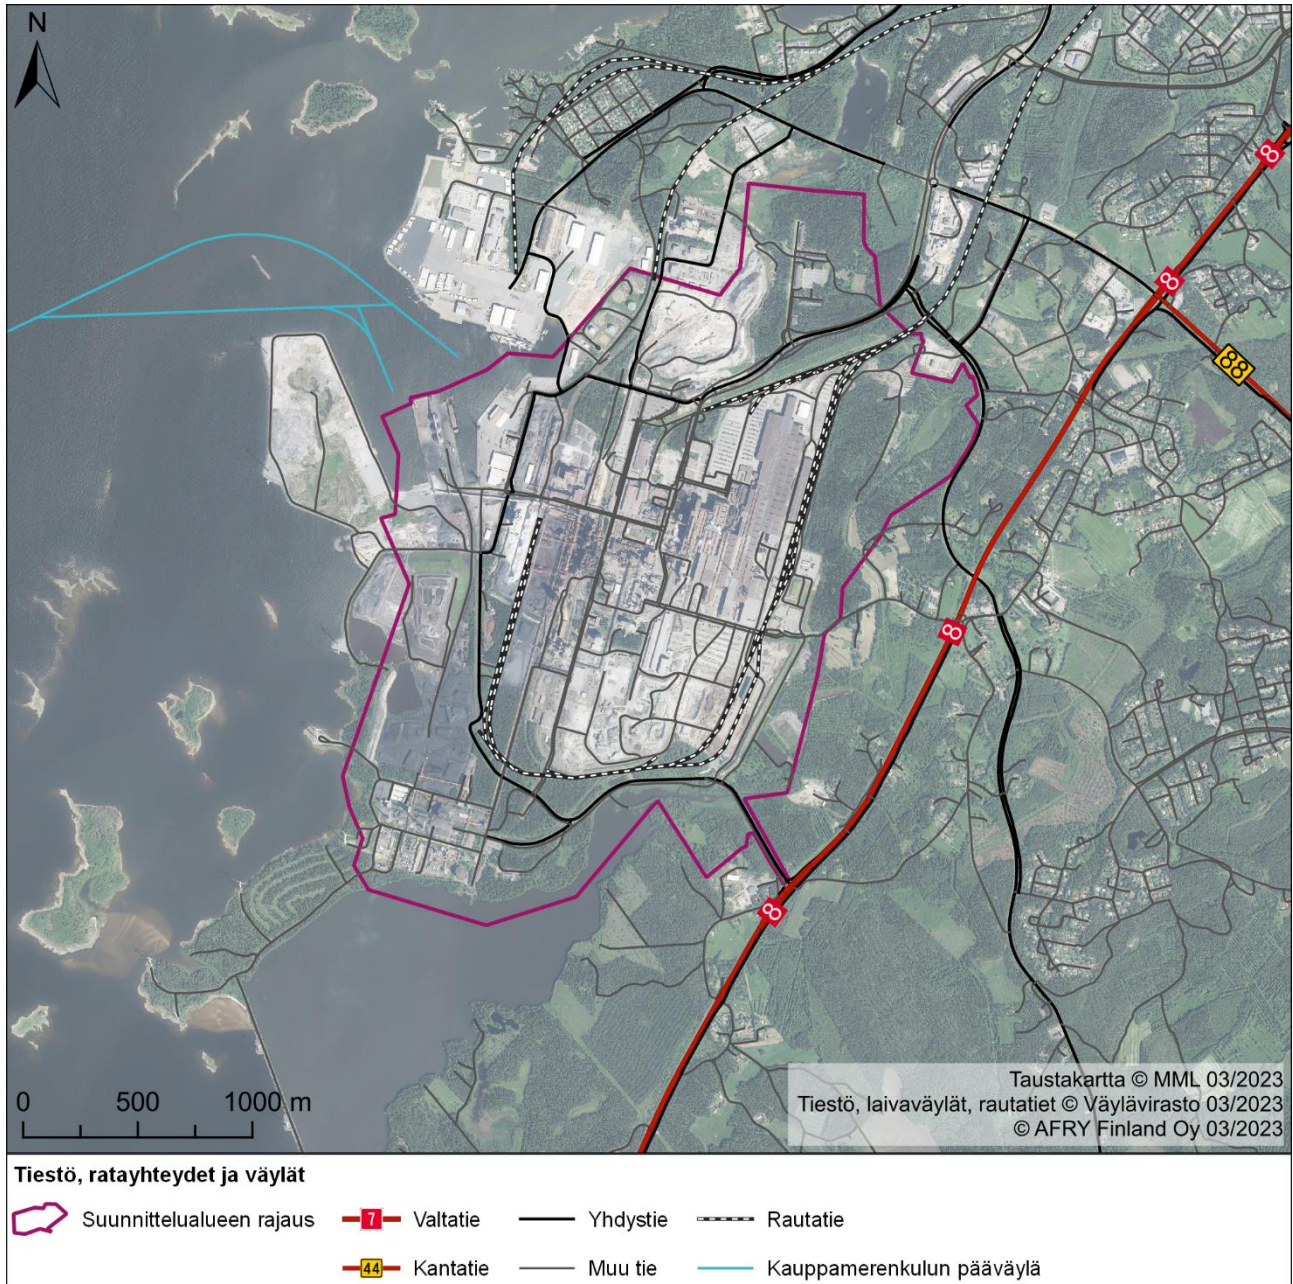 N
8
8
88
8
8
0 500 1000 m
Taustakartta © MML 03/2023
Tiestö, laivaväylät, rautatiet © Väylävirasto 03/2023
© AFRY Finland Oy 03/2023
Tiestö, ratayhteydet ja väylät
Suunnittelualueen rajaus 7 Valtatie Yhdystie Rautatie
44 Kantatie Muu tie Kauppamerenkulun pääväylä